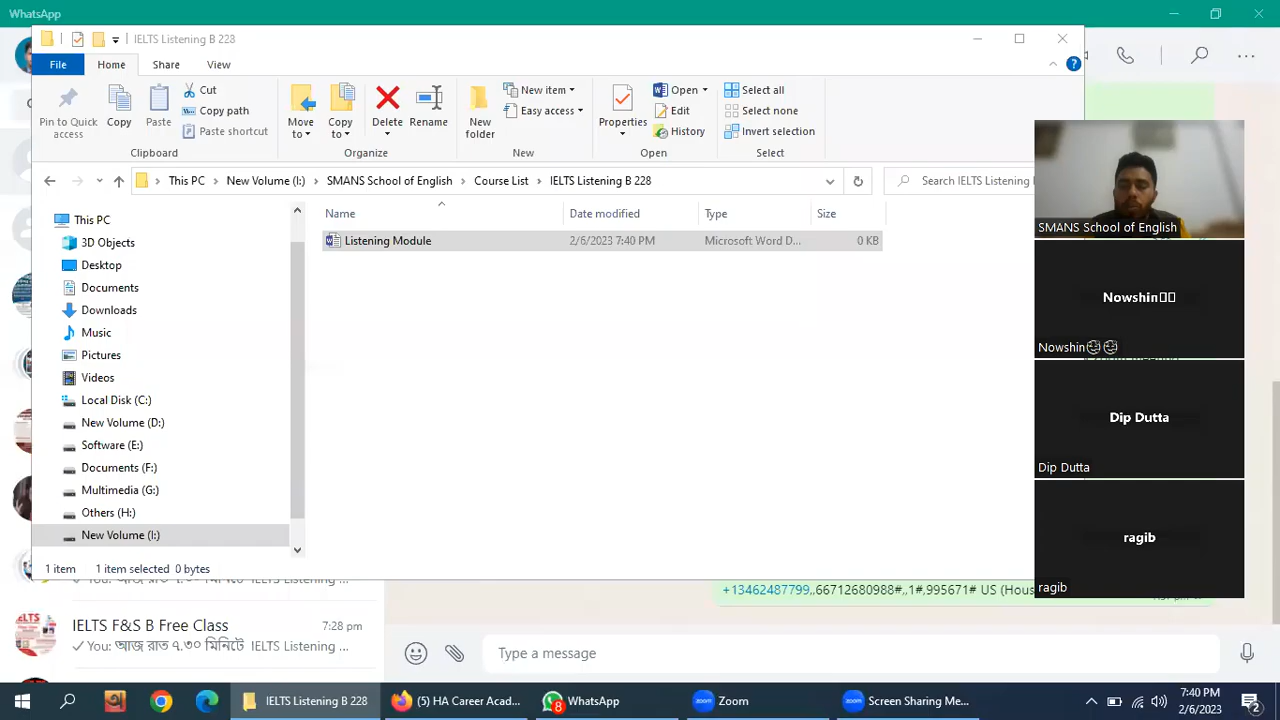 WhatsApp
IELTS Listening B 228
File Home Share View
Pin to Quick access
Copy
Paste
Cut
Copy path
Paste shortcut
Clipboard
Move to
Copy to
Delete
Rename
Organize
New folder
New item
Easy access
New
Properties
Open
Edit
History
Open
Select all
Select none
Invert selection
Select
This PC New Volume (I:) SMANS School of English Course List IELTS Listening B 228
Search IELTS Listening
Name Date modified Type Size
Listening Module 2/6/2023 7:40 PM Microsoft Word D... 0 KB
This PC
3D Objects
Desktop
Documents
Downloads
Music
Pictures
Videos
Local Disk (C:)
New Volume (D:)
Software (E:)
Documents (F:)
Multimedia (G:)
Others (H:)
New Volume (I:)
1 item 1 item selected 0 bytes
SMANS School of English
Nowshin
Nowshin
Dip Dutta
Dip Dutta
ragib
ragib
You: আজ রাত ৭.৩০ মিনিটে IELTS Listening ...
+13462487799,,66712680988#,,1#,995671# US (Hous
IELTS F&S B Free Class 7:28 pm
You: আজ রাত ৭.৩০ মিনিটে IELTS Listening ...
Type a message
IELTS Listening B 228
(5) HA Career Acad...
8
WhatsApp
Zoom
Screen Sharing Me...
7:40 PM
2/6/2023
2